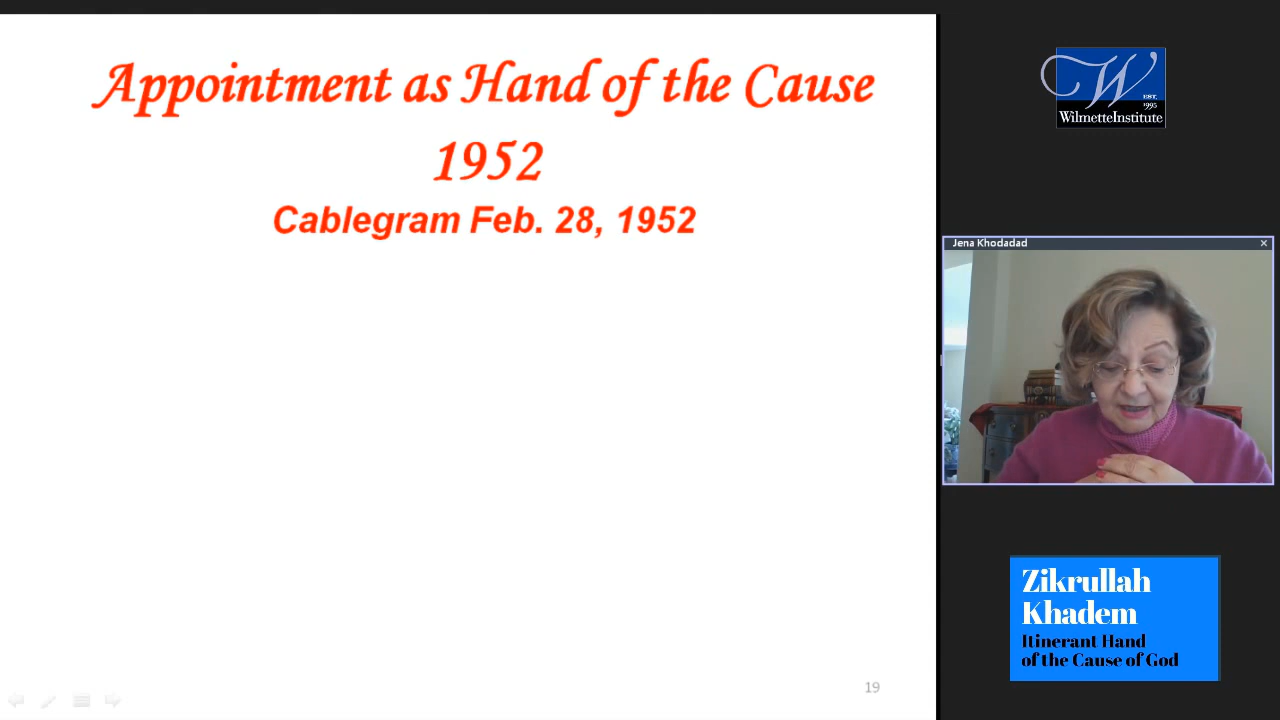 Appointment as Hand of the Cause
1952
Cablegram Feb. 28, 1952
19
W
EST.
1995
WilmetteInstitute
Jena Khodadad
Zikrullah
Khadem
Itinerant Hand
of the Cause of God